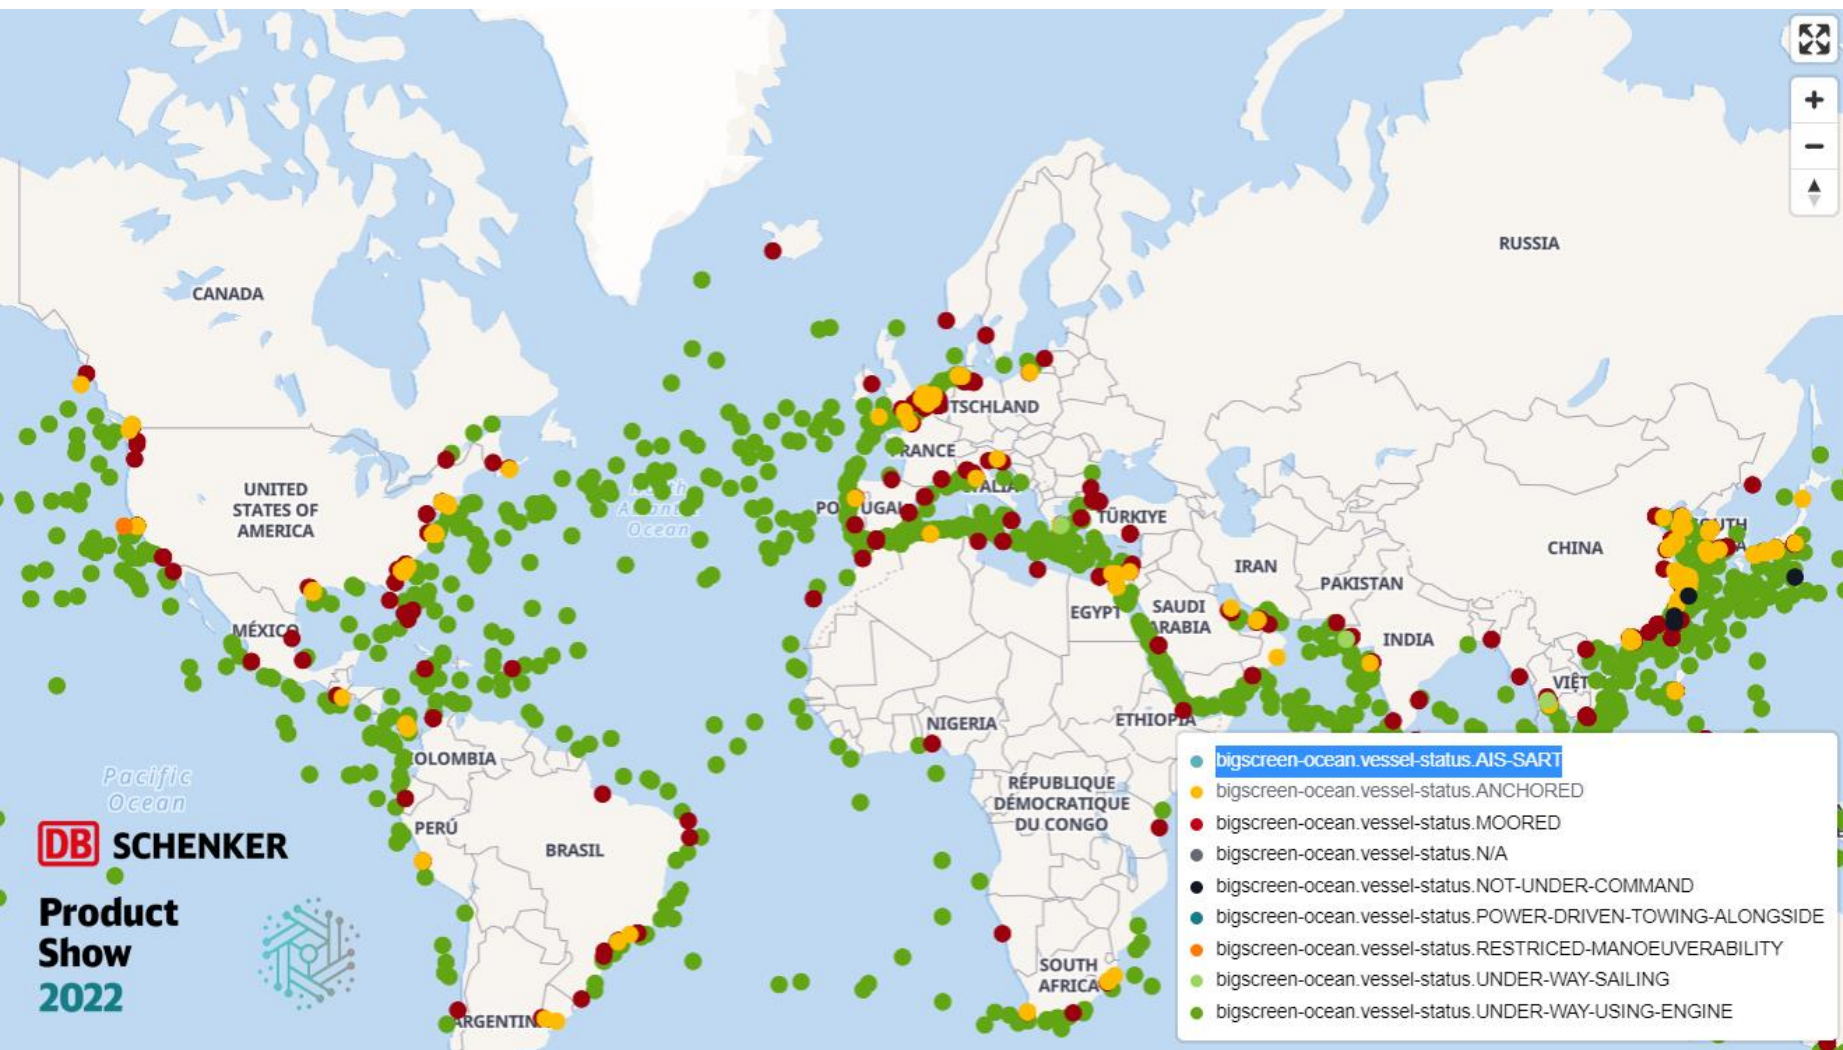 RUSSIA
CANADA
TSCHLAND
RANCE
UNITED
STATES OF
AMERICA
Ocean
TÜRKIYE
CHINA
IRAN
PAKISTAN
MÉXICO
EGYPT
SAUDI
ARABIA
INDIA
VIỆT
NIGERIA
ETHIOPIA
OLOMBIA
Pacific
Ocean
RÉPUBLIQUE
DÉMOCRATIQUE
DU CONGO
PERÚ
BRASIL
DB SCHENKER
Product
Show
2022
SOUTH
AFRICA
ARGENTIN
bigscreen-ocean.vessel-status.AIS-SART
bigscreen-ocean.vessel-status.ANCHORED
bigscreen-ocean.vessel-status.MOORED
bigscreen-ocean.vessel-status.N/A
bigscreen-ocean.vessel-status.NOT-UNDER-COMMAND
bigscreen-ocean.vessel-status.POWER-DRIVEN-TOWING-ALONGSIDE
bigscreen-ocean.vessel-status.RESTRICED-MANOEUVERABILITY
bigscreen-ocean.vessel-status.UNDER-WAY-SAILING
bigscreen-ocean.vessel-status.UNDER-WAY-USING-ENGINE